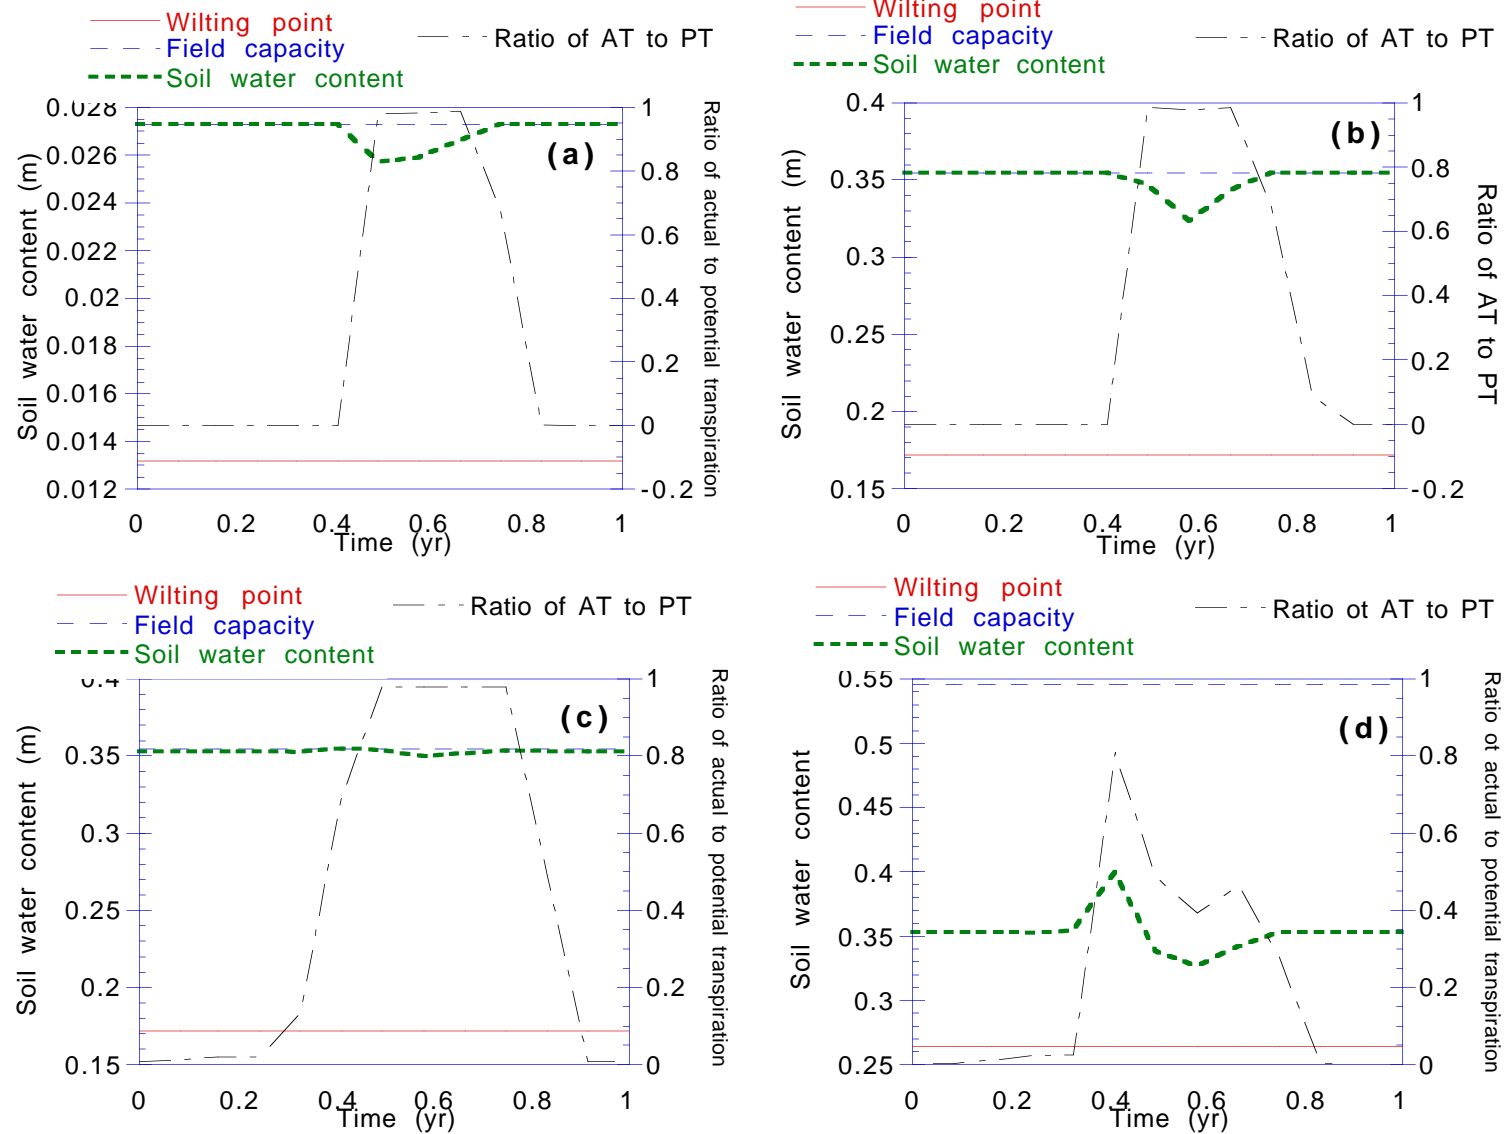 Wilting point
Field capacity
Soil water content
Ratio of AT to PT
0.028
0.026
0.024
0.022
0.02
0.018
0.016
0.014
0.012
Soil water content (m)
(a)
1
0.8
0.6
0.4
0.2
0
-0.2
Ratio of actual to potential transpiration
0 0.2 0.4 0.6 0.8 1
Time (yr)
Wilting point
Field capacity
Soil water content
Ratio of AT to PT
0.4
0.35
0.3
0.25
0.2
0.15
Soil water content (m)
(b)
1
0.8
0.6
0.4
0.2
0
-0.2
Ratio of AT to PT
0 0.2 0.4 0.6 0.8 1
Time (yr)
Wilting point
Field capacity
Soil water content
Ratio of AT to PT
0.4
0.35
0.3
0.25
0.2
0.15
Soil water content (m)
(c)
1
0.8
0.6
0.4
0.2
0
Ratio of actual to potential transpiration
0 0.2 0.4 0.6 0.8 1
Time (yr)
Wilting point
Field capacity
Soil water content
Ratio ot AT to PT
0.55
0.5
0.45
0.4
0.35
0.3
0.25
Soil water content
(d)
1
0.8
0.6
0.4
0.2
0
Ratio ot actual to potential transpiration
0 0.2 0.4 0.6 0.8 1
Time (yr)